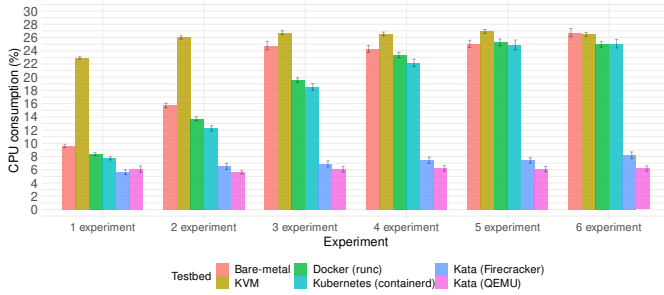 CPU consumption (%)
30
28
26
24
22
20
18
16
14
12
10
8
6
4
2
0
1 experiment 2 experiment 3 experiment 4 experiment 5 experiment 6 experiment
Experiment
Testbed
Bare-metal Docker (runc) Kata (Firecracker)
KVM Kubernetes (containerd) Kata (QEMU)